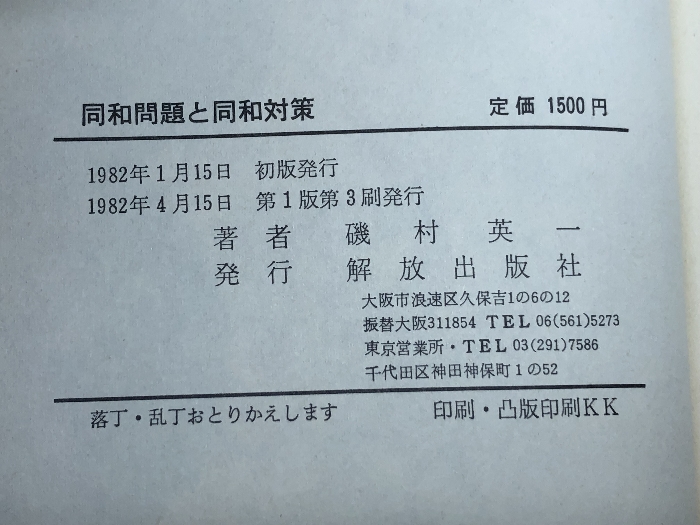 同和問題と同和対策 定価 1500円
1982年1月15日 初版発行
1982年4月15日 第1版第3刷発行
著者 磯村英一
発行 解放出版社
大阪市浪速区久保吉1の6の12
振替大阪311854 TEL 06(561)5273
東京営業所・TEL 03(291)7586
千代田区神田神保町1の52
落丁・乱丁おとりかえします 印刷・凸版印刷KK